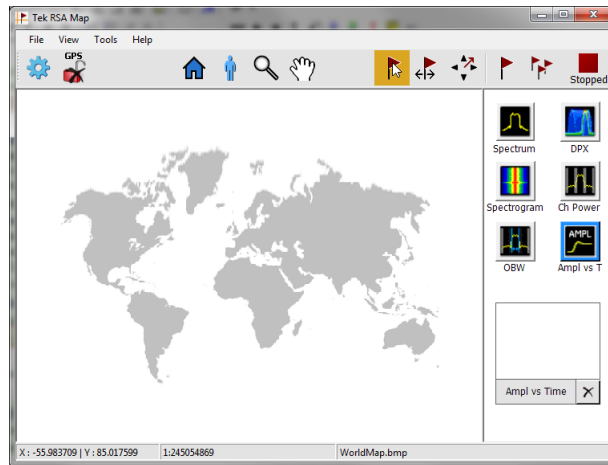 Tek RSA Map
File View Tools Help
GPS
Stopped
Spectrum DPX
Spectrogram Ch Power
AMPL
OBW Ampl vs T
Ampl vs Time
X : -55.983709 | Y : 85.017599 1:245054869 WorldMap.bmp